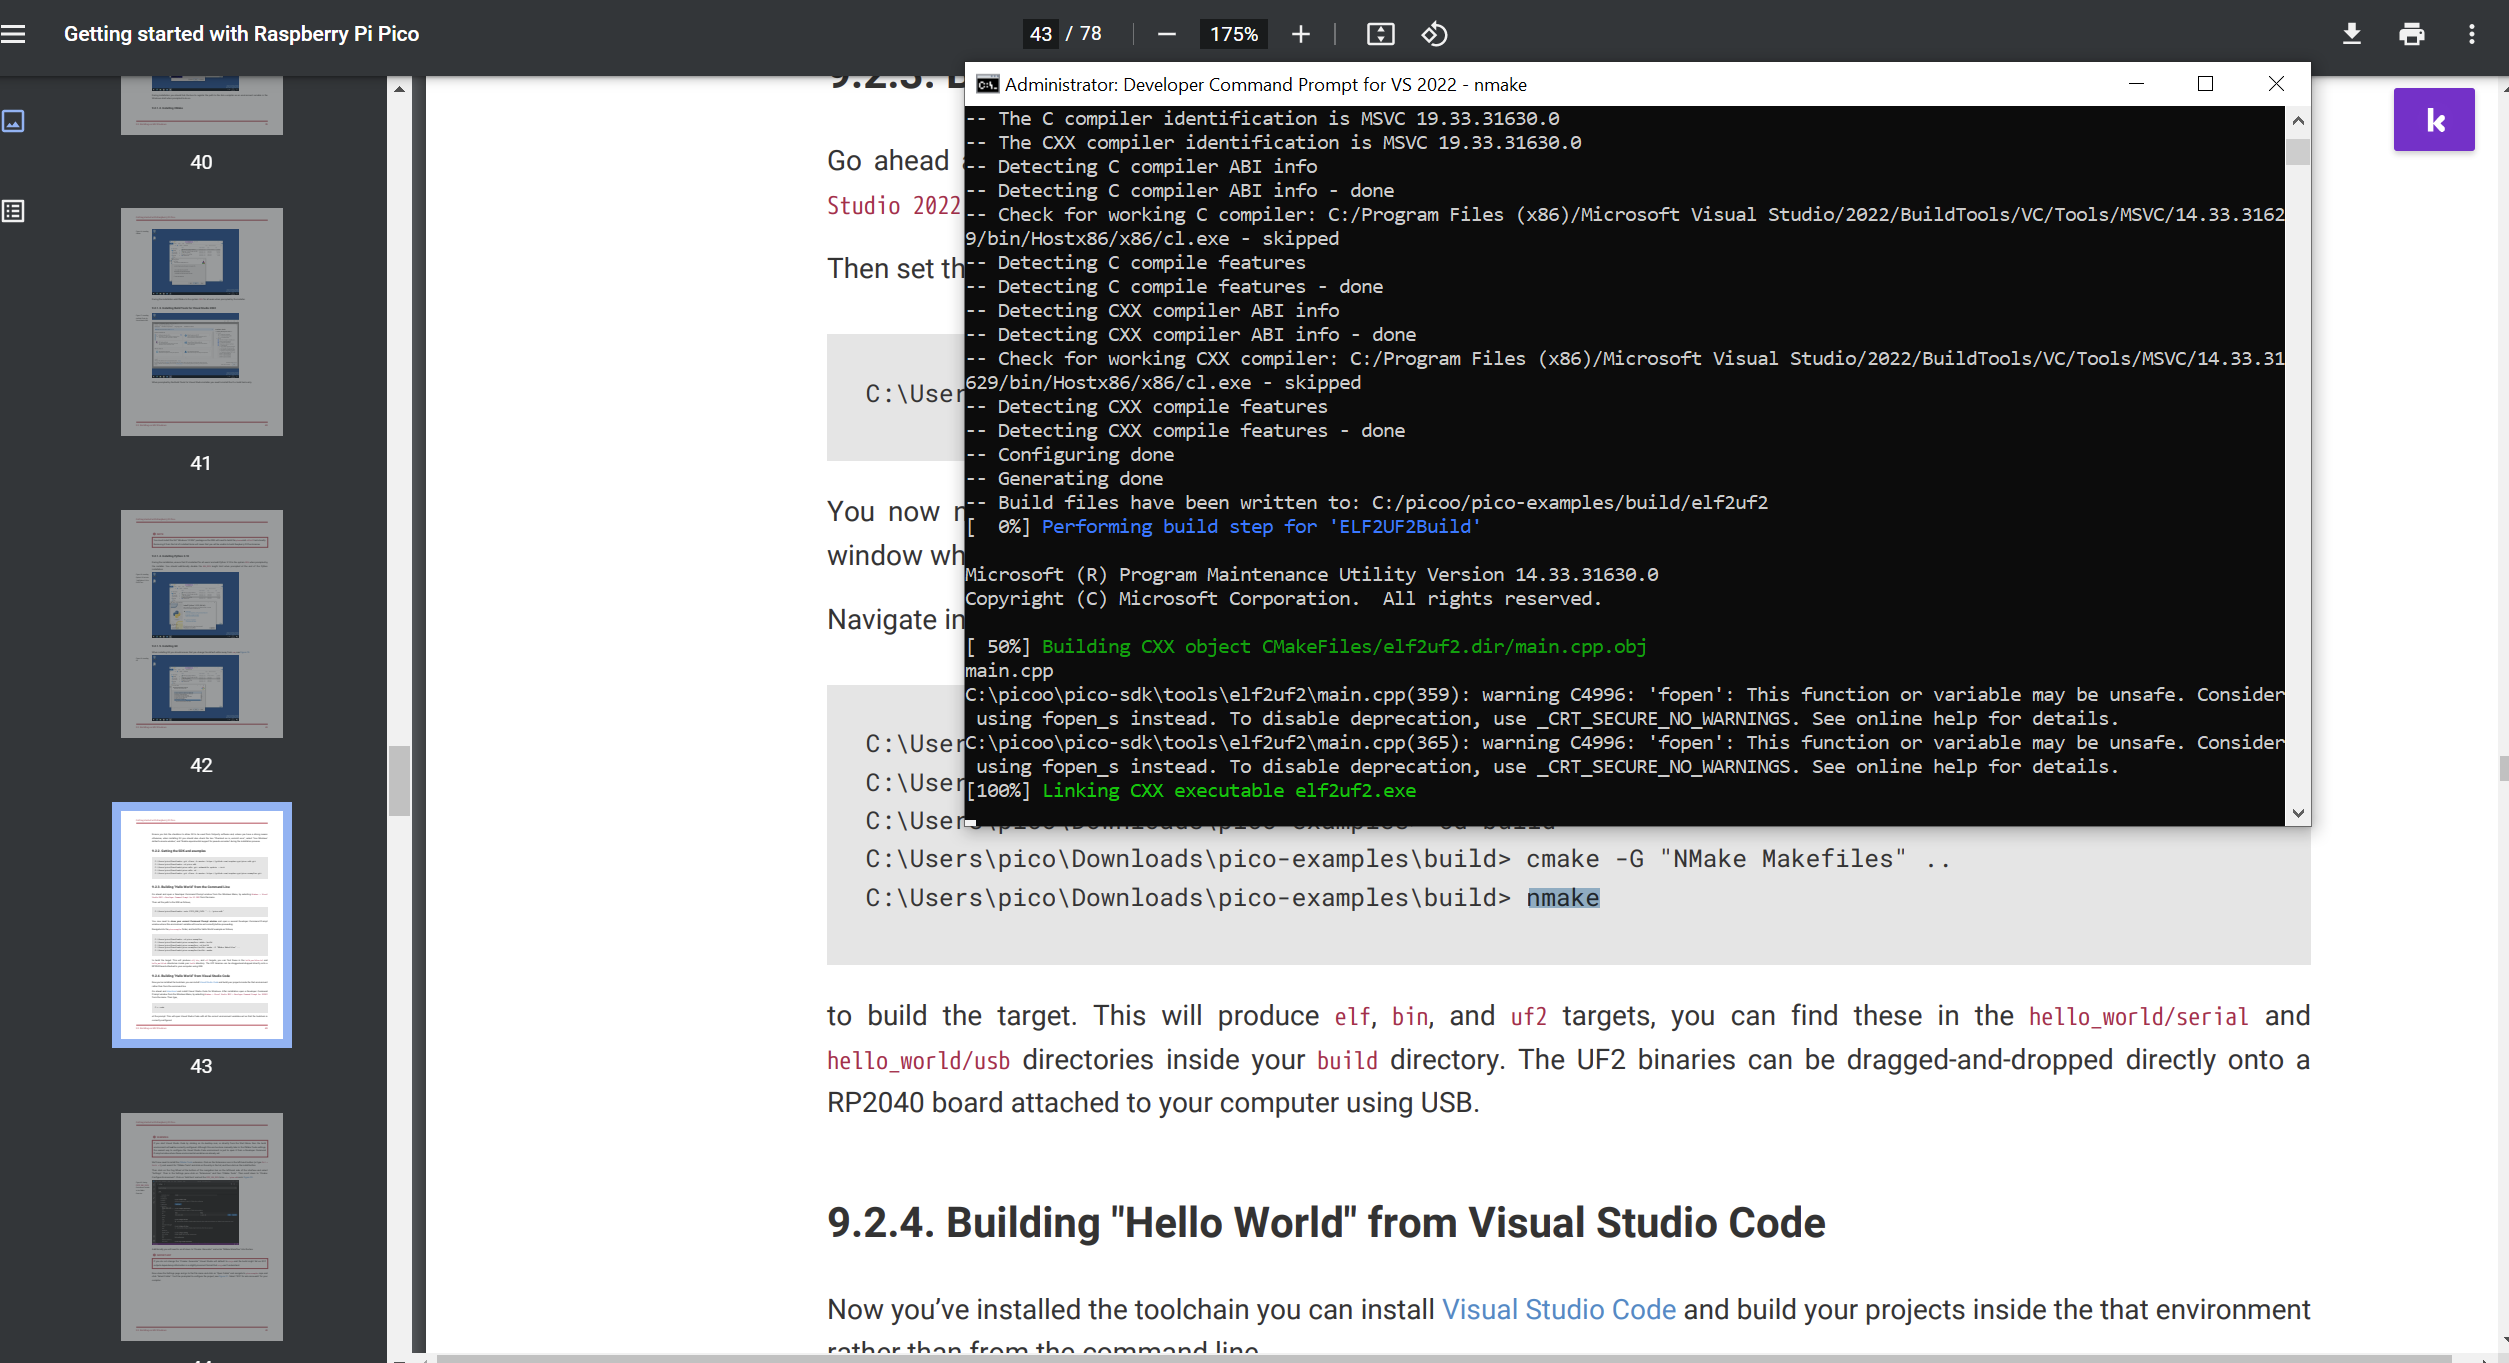 Getting started with Raspberry Pi Pico
43 / 78
175%
40
41
42
43
Administrator: Developer Command Prompt for VS 2022 - nmake
-- The C compiler identification is MSVC 19.33.31630.0
-- The CXX compiler identification is MSVC 19.33.31630.0
-- Detecting C compiler ABI info
-- Detecting C compiler ABI info - done
-- Check for working C compiler: C:/Program Files (x86)/Microsoft Visual Studio/2022/BuildTools/VC/Tools/MSVC/14.33.3162
9/bin/Hostx86/x86/cl.exe - skipped
-- Detecting C compile features
-- Detecting C compile features - done
-- Detecting CXX compiler ABI info
-- Detecting CXX compiler ABI info - done
-- Check for working CXX compiler: C:/Program Files (x86)/Microsoft Visual Studio/2022/BuildTools/VC/Tools/MSVC/14.33.31
629/bin/Hostx86/x86/cl.exe - skipped
-- Detecting CXX compile features
-- Detecting CXX compile features - done
-- Configuring done
-- Generating done
-- Build files have been written to: C:/picoo/pico-examples/build/elf2uf2
[  0%] Performing build step for 'ELF2UF2Build'
Microsoft (R) Program Maintenance Utility Version 14.33.31630.0
Copyright (C) Microsoft Corporation.  All rights reserved.
[ 50%] Building CXX object CMakeFiles/elf2uf2.dir/main.cpp.obj
main.cpp
C:\picoo\pico-sdk\tools\elf2uf2\main.cpp(359): warning C4996: 'fopen': This function or variable may be unsafe. Consider
 using fopen_s instead. To disable deprecation, use _CRT_SECURE_NO_WARNINGS. See online help for details.
C:\picoo\pico-sdk\tools\elf2uf2\main.cpp(365): warning C4996: 'fopen': This function or variable may be unsafe. Consider
 using fopen_s instead. To disable deprecation, use _CRT_SECURE_NO_WARNINGS. See online help for details.
[100%] Linking CXX executable elf2uf2.exe
k
9.2.3. B
Go ahead
Studio 2022
Then set th
C:\User
You now
window wh
Navigate in
C:\User
C:\User
C:\Users\pico\Downloads\pico-examples> cd build
C:\Users\pico\Downloads\pico-examples\build> cmake -G "NMake Makefiles" ..
C:\Users\pico\Downloads\pico-examples\build> nmake
to build the target. This will produce elf, bin, and uf2 targets, you can find these in the hello_world/serial and
hello_world/usb directories inside your build directory. The UF2 binaries can be dragged-and-dropped directly onto a
RP2040 board attached to your computer using USB.
9.2.4. Building "Hello World" from Visual Studio Code
Now you’ve installed the toolchain you can install Visual Studio Code and build your projects inside the that environment
rather than from the command line.